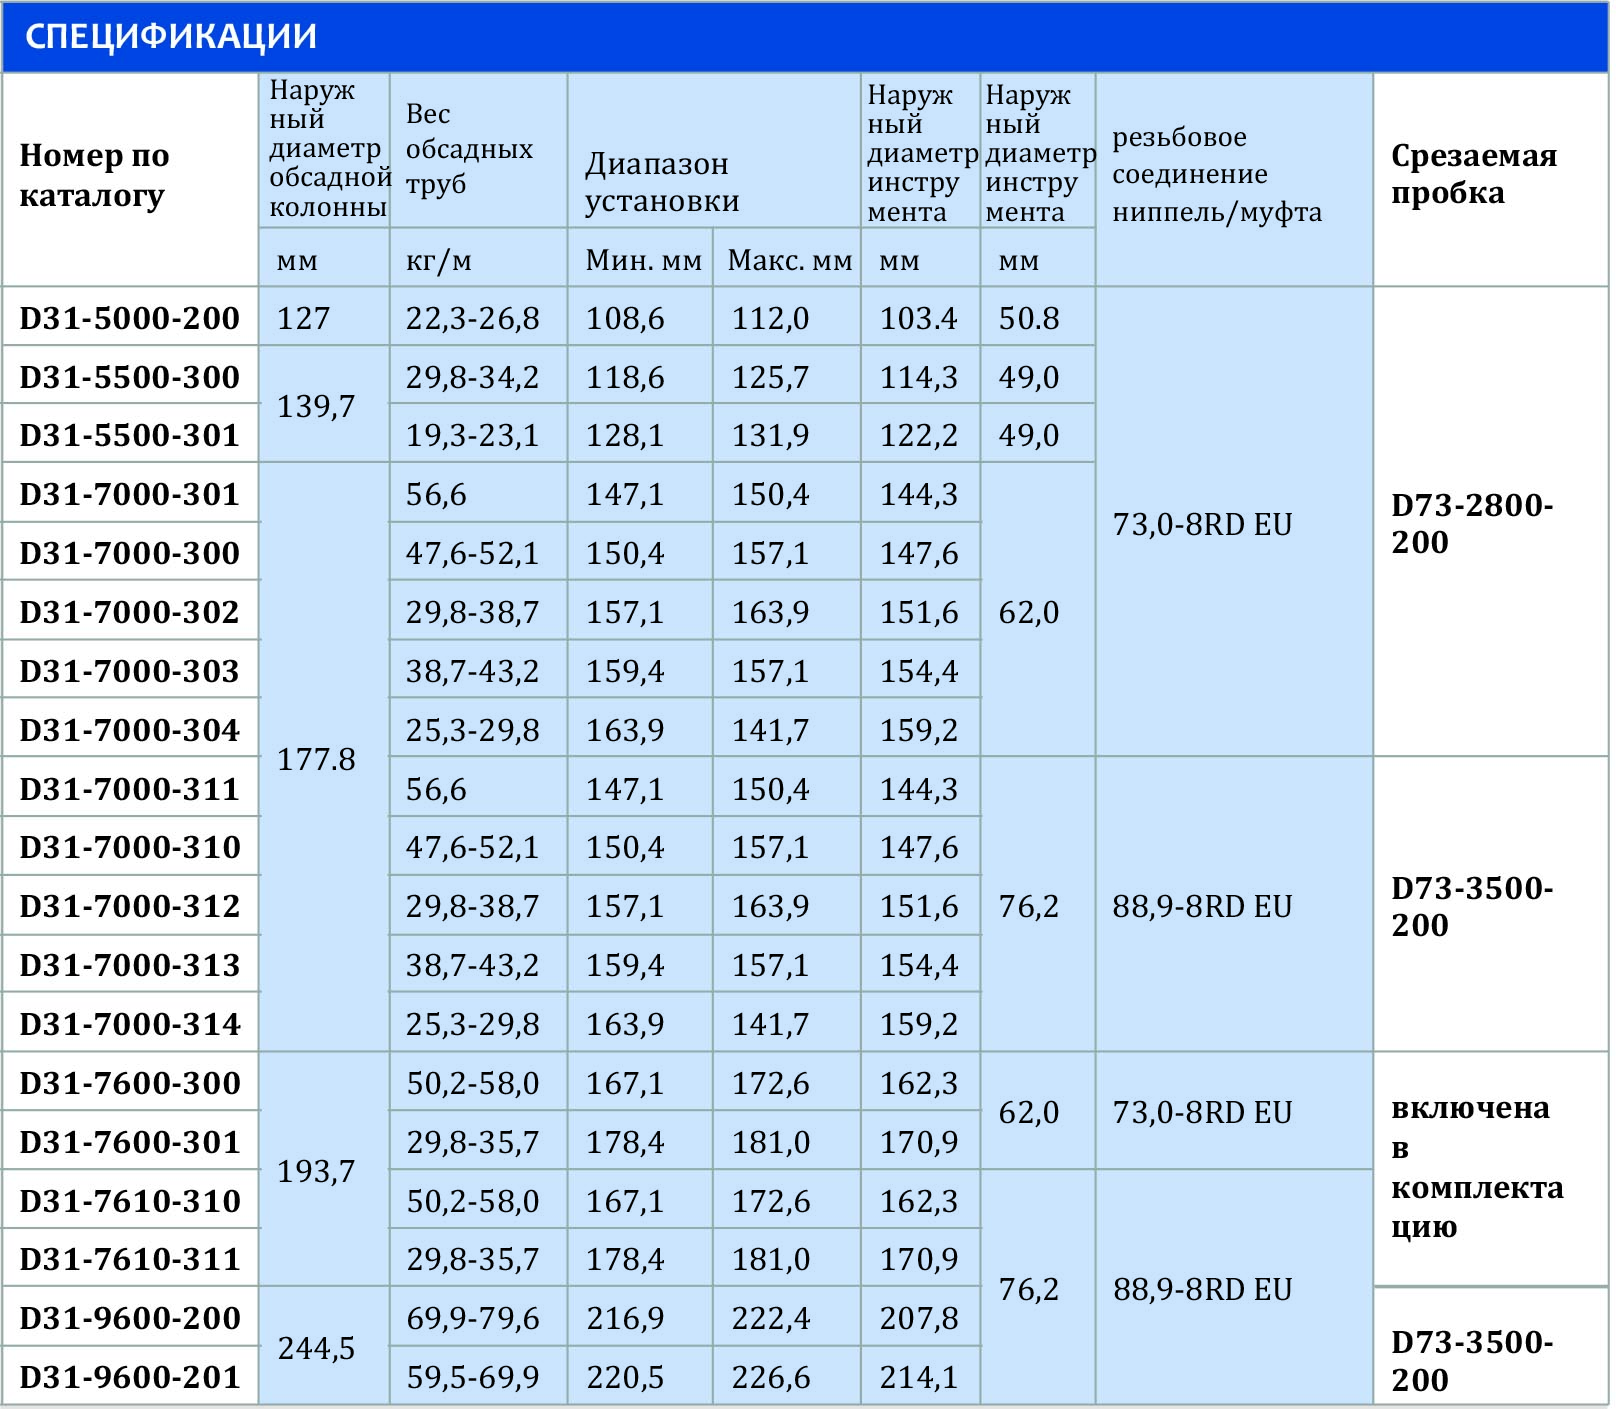 СПЕЦИФИКАЦИИ
Номер по
каталогу
Наруж
ный
диаметр
обсадной
колонны
Вес
обсадных
труб
Диапазон
установки
Наруж
ный
диаметр
инстру
мента
Наруж
ный
диаметр
инстру
мента
резьбовое
соединение
ниппель/муфта
Срезаемая
пробка
мм кг/м Мин. мм Макс. мм мм мм
D31-5000-200 127 22,3-26,8 108,6 112,0 103.4 50.8
D31-5500-300 29,8-34,2 118,6 125,7 114,3 49,0
139,7
D31-5500-301 19,3-23,1 128,1 131,9 122,2 49,0
D31-7000-301 56,6 147,1 150,4 144,3
73,0-8RD EU
D73-2800-
200
D31-7000-300 47,6-52,1 150,4 157,1 147,6
D31-7000-302 29,8-38,7 157,1 163,9 151,6 62,0
D31-7000-303 38,7-43,2 159,4 157,1 154,4
D31-7000-304 25,3-29,8 163,9 141,7 159,2
177.8
D31-7000-311 56,6 147,1 150,4 144,3
D31-7000-310 47,6-52,1 150,4 157,1 147,6
D31-7000-312 29,8-38,7 157,1 163,9 151,6 76,2 88,9-8RD EU
D73-3500-
200
D31-7000-313 38,7-43,2 159,4 157,1 154,4
D31-7000-314 25,3-29,8 163,9 141,7 159,2
D31-7600-300 50,2-58,0 167,1 172,6 162,3
62,0 73,0-8RD EU
D31-7600-301 29,8-35,7 178,4 181,0 170,9
193,7
включена
в
комплекта
цию
D31-7610-310 50,2-58,0 167,1 172,6 162,3
D31-7610-311 29,8-35,7 178,4 181,0 170,9
76,2 88,9-8RD EU
D31-9600-200 69,9-79,6 216,9 222,4 207,8
244,5
D73-3500-
200
D31-9600-201 59,5-69,9 220,5 226,6 214,1